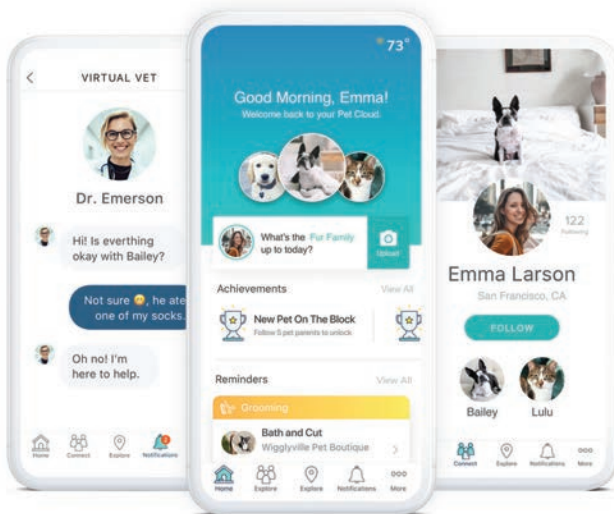 VIRTUAL VET
Dr. Emerson
Hi! Is everthing
okay with Bailey?
Not sure 🤔, he ate
one of my socks.
Oh no! I'm
here to help.
Home
Connect
Explore
Notifications
2
73°
Good Morning, Emma!
Welcome back to your Pet Cloud.
What's the Fur Family
up to today?
Upload
Achievements
View All
New Pet On The Block
Follow 5 pet parents to unlock
Reminders
View All
Grooming
Bath and Cut
Wigglyville Pet Boutique
Home
Explore
Explore
Notifications
More
122
Following
Emma Larson
San Francisco, CA
FOLLOW
Bailey
Lulu
Connect
Explore
Notifications
More